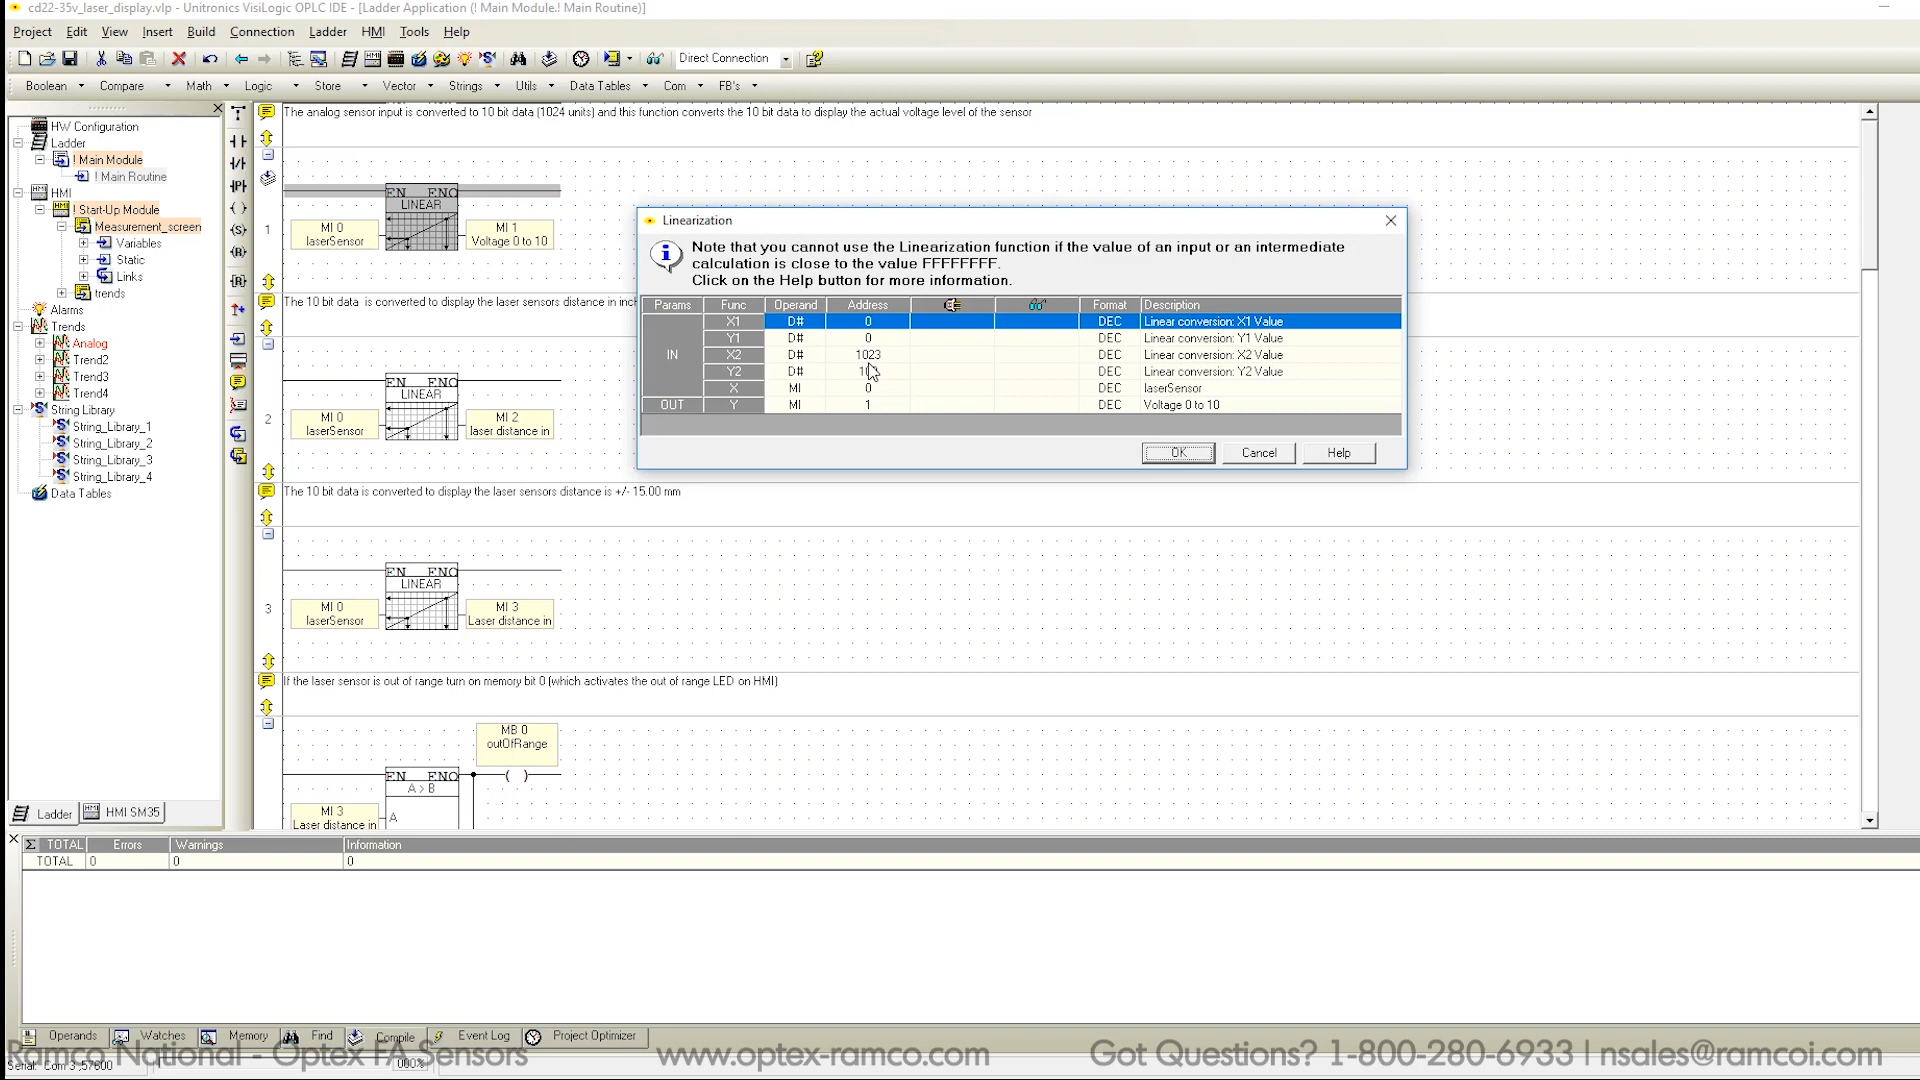 cd22-35v_laser_display.vlp - Unitronics VisiLogic OPLC IDE - [Ladder Application (! Main Module.! Main Routine)]
Project Edit View Insert Build Connection Ladder HMI Tools Help
Direct Connection
Boolean Compare Math Logic Store Vector Strings Utils Data Tables Com FB's
HW Configuration
Ladder
! Main Module
! Main Routine
HMI
! Start-Up Module
Measurement_screen
Variables
Static
Links
trends
Alarms
Trends
Analog
Trend2
Trend3
Trend4
String Library
String_Library_1
String_Library_2
String_Library_3
String_Library_4
Data Tables
Ladder HMI SM35
The analog sensor input is converted to 10 bit data (1024 units) and this function converts the 10 bit data to display the actual voltage level of the sensor
1
EN ENO
LINEAR
MI 0
laserSensor
MI 1
Voltage 0 to 10
The 10 bit data is converted to display the laser sensors distance in
2
EN ENO
LINEAR
MI 0
laserSensor
MI 2
laser distance in
The 10 bit data is converted to display the laser sensors distance is +/- 15.00 mm
3
EN ENO
LINEAR
MI 0
laserSensor
MI 3
Laser distance in
If the laser sensor is out of range turn on memory bit 0 (which activates the out of range LED on HMI)
MB 0
outOfRange
EN ENO
A > B
( )
MI 3
Laser distance in
A
Linearization
Note that you cannot use the Linearization function if the value of an input or an intermediate
calculation is close to the value FFFFFFFF.
Click on the Help button for more information.
Params Func Operand Address Format Description
IN
X1 D# 0 DEC Linear conversion: X1 Value
Y1 D# 0 DEC Linear conversion: Y1 Value
X2 D# 1023 DEC Linear conversion: X2 Value
Y2 D# DEC Linear conversion: Y2 Value
X MI 0 DEC laserSensor
OUT Y MI 1 DEC Voltage 0 to 10
OK Cancel Help
Σ TOTAL Errors Warnings Information
TOTAL 0 0 0
Operands Watches Memory Find Compile Event Log Project Optimizer
Ramco National - Optex FA Sensors www.optex-ramco.com Got Questions? 1-800-280-6933 | nsales@ramcoi.com
Serial: Com 3 ,57600 000%